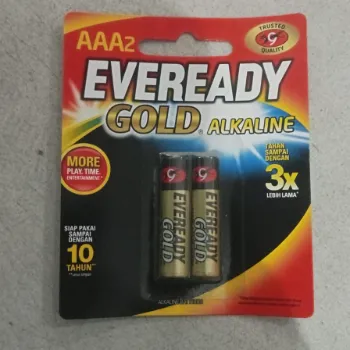 AAA2
TRUSTED
QUALITY
EVEREADY
GOLD ALKALINE
TAHAN
SAMPAI
DENGAN
3x
LEBIH LAMA*
MORE
PLAY. TIME.
ENTERTAINMENT.
SIAP PAKAI
SAMPAI
DENGAN
10
TAHUN**
EVEREADY
GOLD
EVEREADY
GOLD